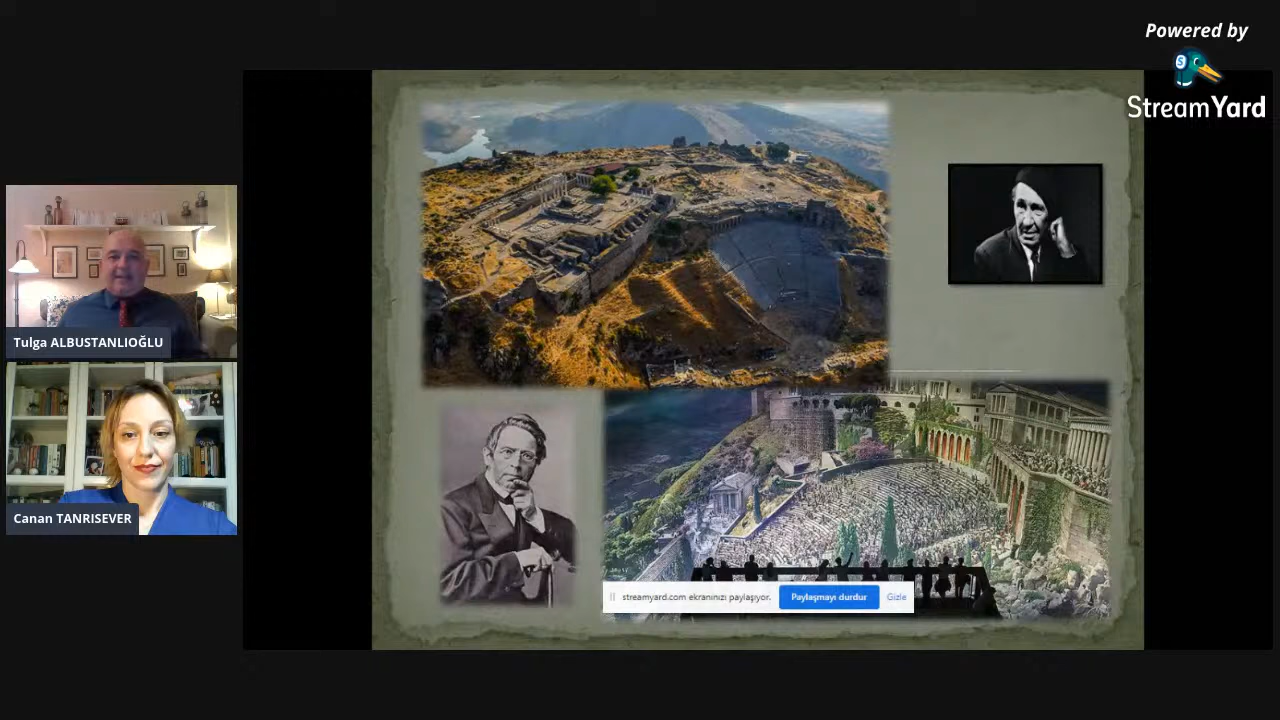 Powered by
StreamYard
Tulga ALBUSTANLIOĞLU
Canan TANRISEVER
streamyard.com ekranınızı paylaşıyor.
Paylaşmayı durdur
Gizle